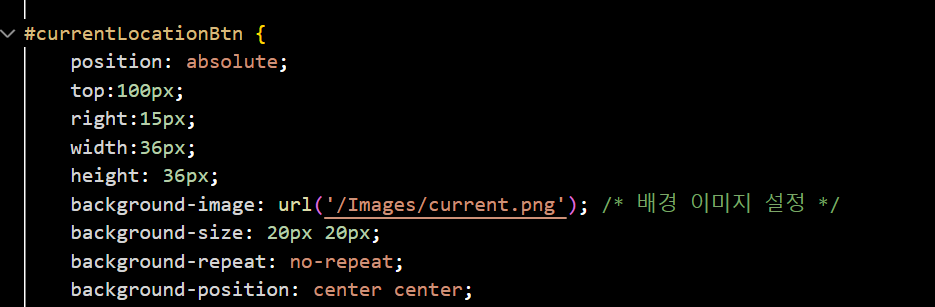 #currentLocationBtn {
position: absolute;
top:100px;
right:15px;
width:36px;
height: 36px;
background-image: url('/Images/current.png'); /* 배경 이미지 설정 */
background-size: 20px 20px;
background-repeat: no-repeat;
background-position: center center;